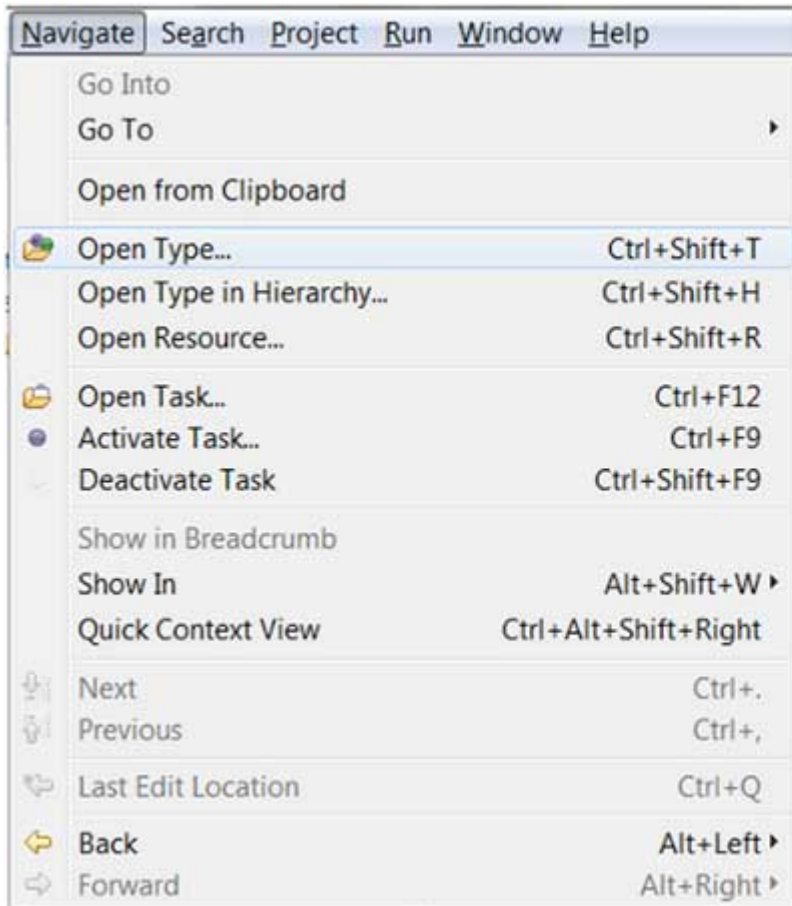 Navigate Search Project Run Window Help
Go Into
Go To
Open from Clipboard
Open Type... Ctrl+Shift+T
Open Type in Hierarchy... Ctrl+Shift+H
Open Resource... Ctrl+Shift+R
Open Task... Ctrl+F12
Activate Task... Ctrl+F9
Deactivate Task Ctrl+Shift+F9
Show in Breadcrumb
Show In Alt+Shift+W
Quick Context View Ctrl+Alt+Shift+Right
Next Ctrl+.
Previous Ctrl+,
Last Edit Location Ctrl+Q
Back Alt+Left
Forward Alt+Right